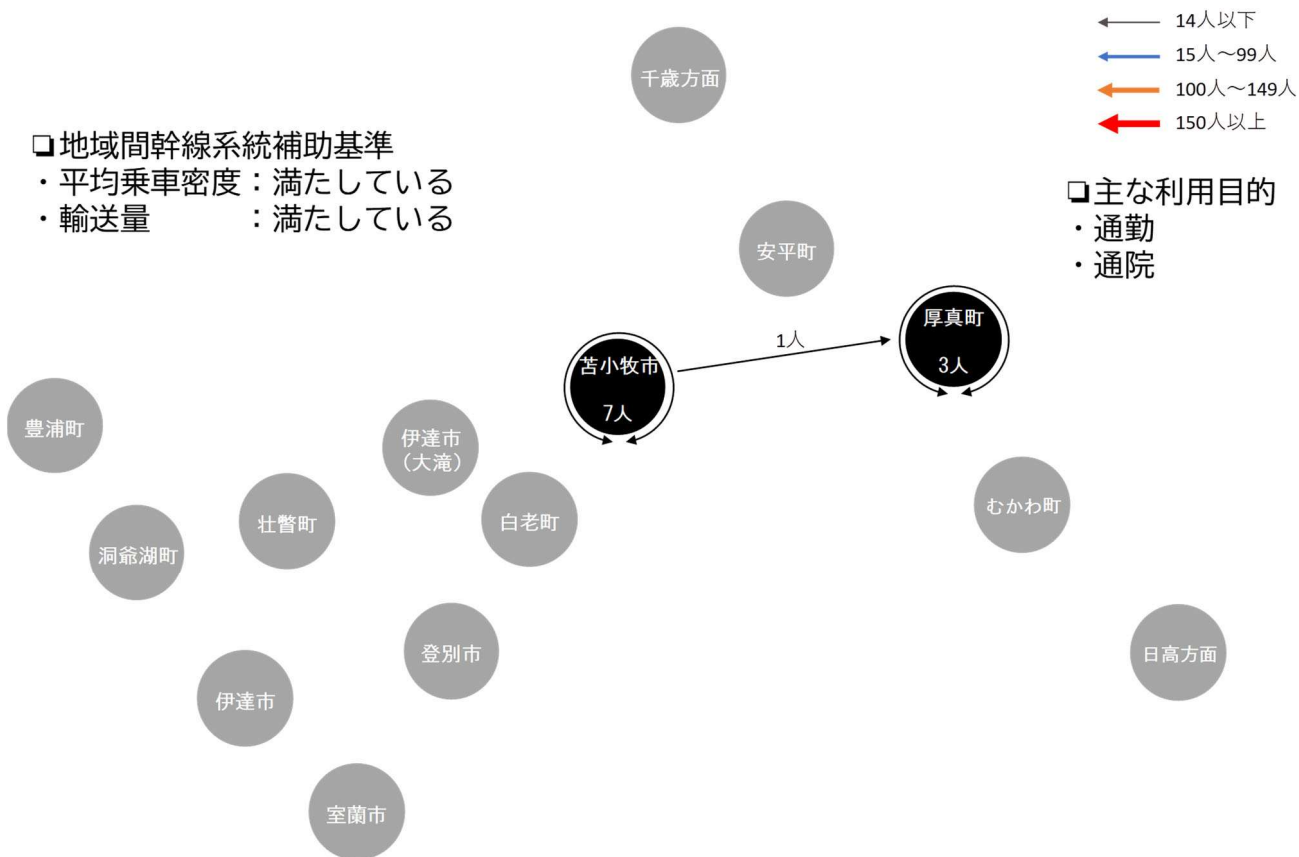 14人以下
15人～99人
100人～149人
150人以上
千歳方面
❏地域間幹線系統補助基準
・平均乗車密度：満たしている
・輸送量　　　：満たしている
❏主な利用目的
・通勤
・通院
安平町
厚真町
3人
1人
苫小牧市
7人
豊浦町
伊達市
（大滝）
白老町
壮瞥町
洞爺湖町
むかわ町
登別市
日高方面
伊達市
室蘭市